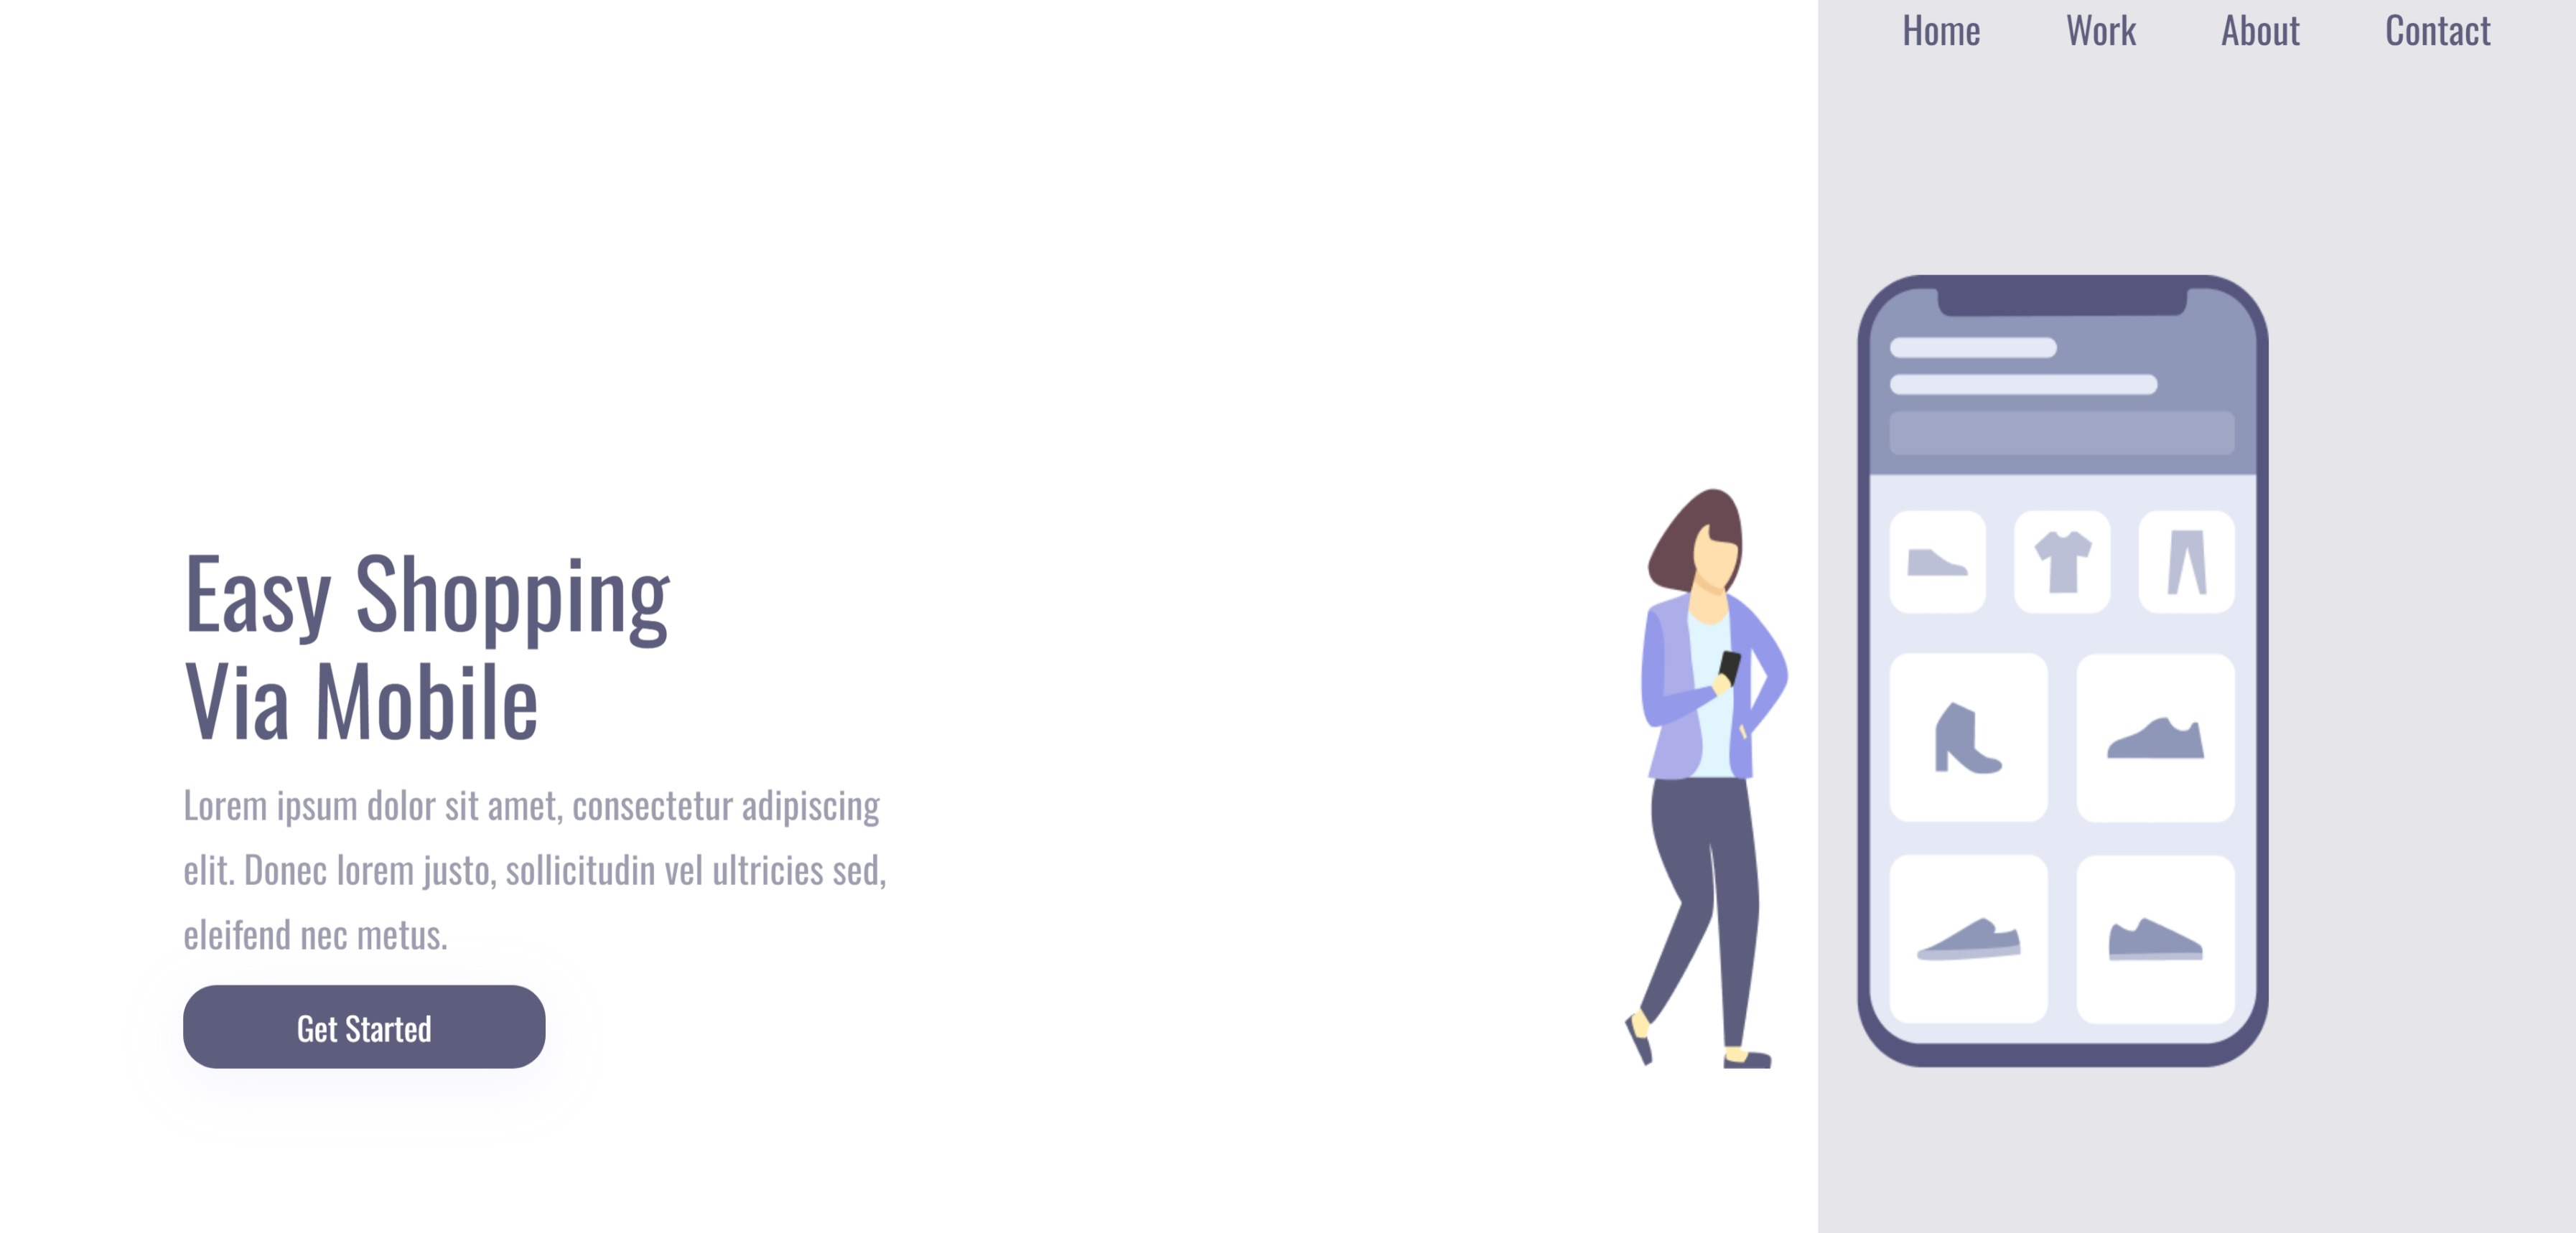 Home Work About Contact
Easy Shopping
Via Mobile
Lorem ipsum dolor sit amet, consectetur adipiscing
elit. Donec lorem justo, sollicitudin vel ultricies sed,
eleifend nec metus.
Get Started